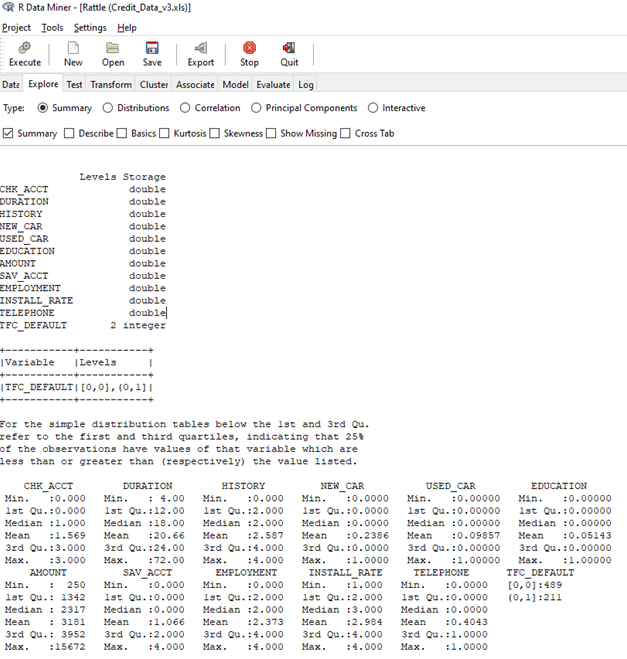 R Data Miner - [Rattle (Credit_Data_v3.xls)]
Project Tools Settings Help
Execute New Open Save Export Stop Quit
Data Explore Test Transform Cluster Associate Model Evaluate Log
Type: Summary Distributions Correlation Principal Components Interactive
Summary Describe Basics Kurtosis Skewness Show Missing Cross Tab
Levels Storage
CHK_ACCT double
DURATION double
HISTORY double
NEW_CAR double
USED_CAR double
EDUCATION double
AMOUNT double
SAV_ACCT double
EMPLOYMENT double
INSTALL_RATE double
TELEPHONE double
TFC_DEFAULT 2 integer
+-----------+-----------+
|Variable |Levels |
+-----------+-----------+
|TFC_DEFAULT|[0,0],(0,1]|
+-----------+-----------+
For the simple distribution tables below the 1st and 3rd Qu.
refer to the first and third quartiles, indicating that 25%
of the observations have values of that variable which are
less than or greater than (respectively) the value listed.
CHK_ACCT DURATION HISTORY NEW_CAR USED_CAR EDUCATION
Min. :0.000 Min. : 4.00 Min. :0.000 Min. :0.0000 Min. :0.00000 Min. :0.00000
1st Qu.:0.000 1st Qu.:12.00 1st Qu.:2.000 1st Qu.:0.0000 1st Qu.:0.00000 1st Qu.:0.00000
Median :1.000 Median :18.00 Median :2.000 Median :0.0000 Median :0.00000 Median :0.00000
Mean :1.569 Mean :20.66 Mean :2.587 Mean :0.2386 Mean :0.09857 Mean :0.05143
3rd Qu.:3.000 3rd Qu.:24.00 3rd Qu.:4.000 3rd Qu.:0.0000 3rd Qu.:0.00000 3rd Qu.:0.00000
Max. :3.000 Max. :72.00 Max. :4.000 Max. :1.0000 Max. :1.00000 Max. :1.00000
AMOUNT SAV_ACCT EMPLOYMENT INSTALL_RATE TELEPHONE TFC_DEFAULT
Min. : 250 Min. :0.000 Min. :0.000 Min. :1.000 Min. :0.0000 [0,0]:489
1st Qu.: 1342 1st Qu.:0.000 1st Qu.:2.000 1st Qu.:2.000 1st Qu.:0.0000 (0,1]:211
Median : 2317 Median :0.000 Median :2.000 Median :3.000 Median :0.0000
Mean : 3181 Mean :1.066 Mean :2.373 Mean :2.984 Mean :0.4043
3rd Qu.: 3952 3rd Qu.:2.000 3rd Qu.:4.000 3rd Qu.:4.000 3rd Qu.:1.0000
Max. :15672 Max. :4.000 Max. :4.000 Max. :4.000 Max. :1.0000